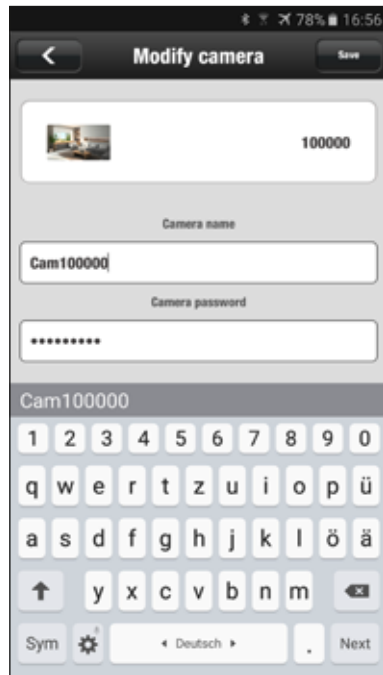 78% 16:56
Modify camera Save
100000
Camera name
Cam100000
Camera password
•••••••••
Cam100000
1 2 3 4 5 6 7 8 9 0
q w e r t z u i o p ü
a s d f g h j k l ö ä
y x c v b n m
Sym Deutsch . Next